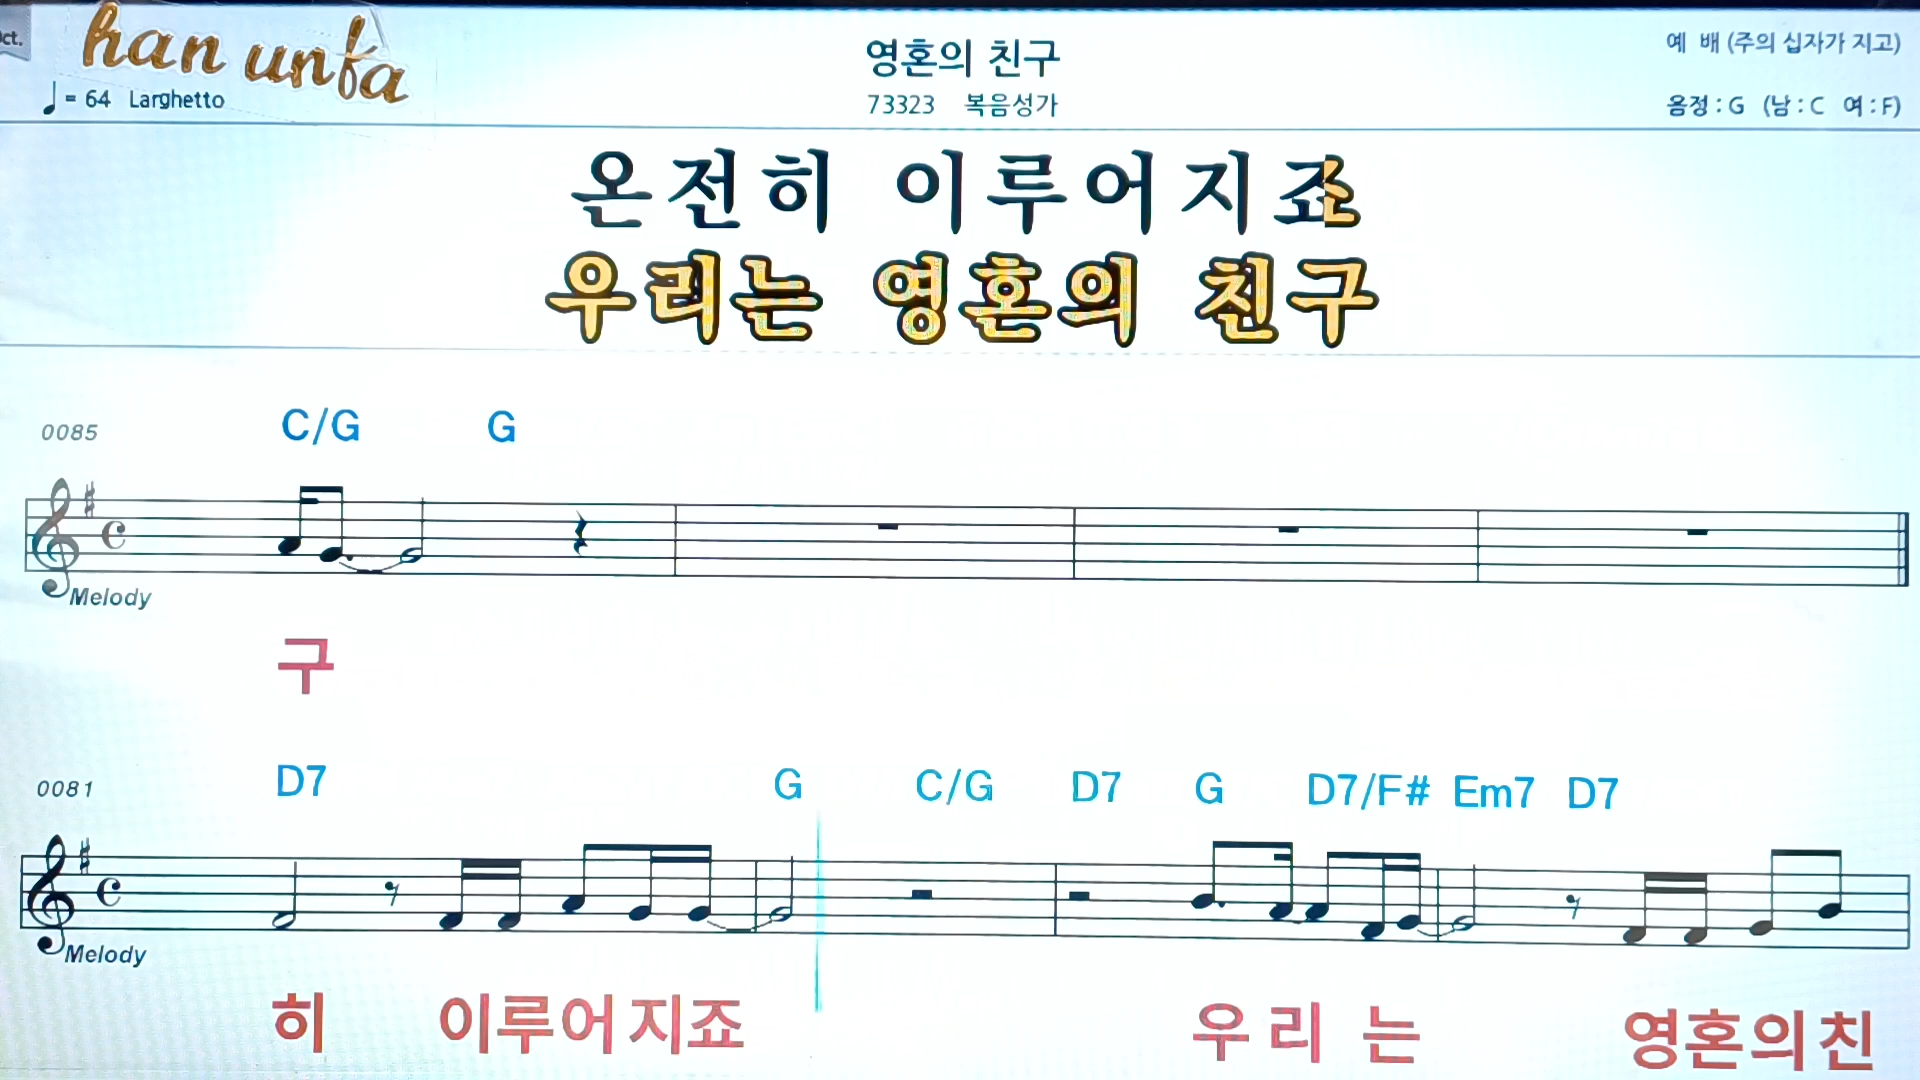 Oct.
han unfa
♩= 64 Larghetto
영혼의 친구
73323 복음성가
예 배 (주의 십자가 지고)
음정 : G (남 : C 여 : F)
온전히 이루어지죠
우리는 영혼의 친구
0085 C/G G
Melody
구
0081 D7 G C/G D7 G D7/F# Em7 D7
Melody
히 이루어지죠 우리 는 영혼의친